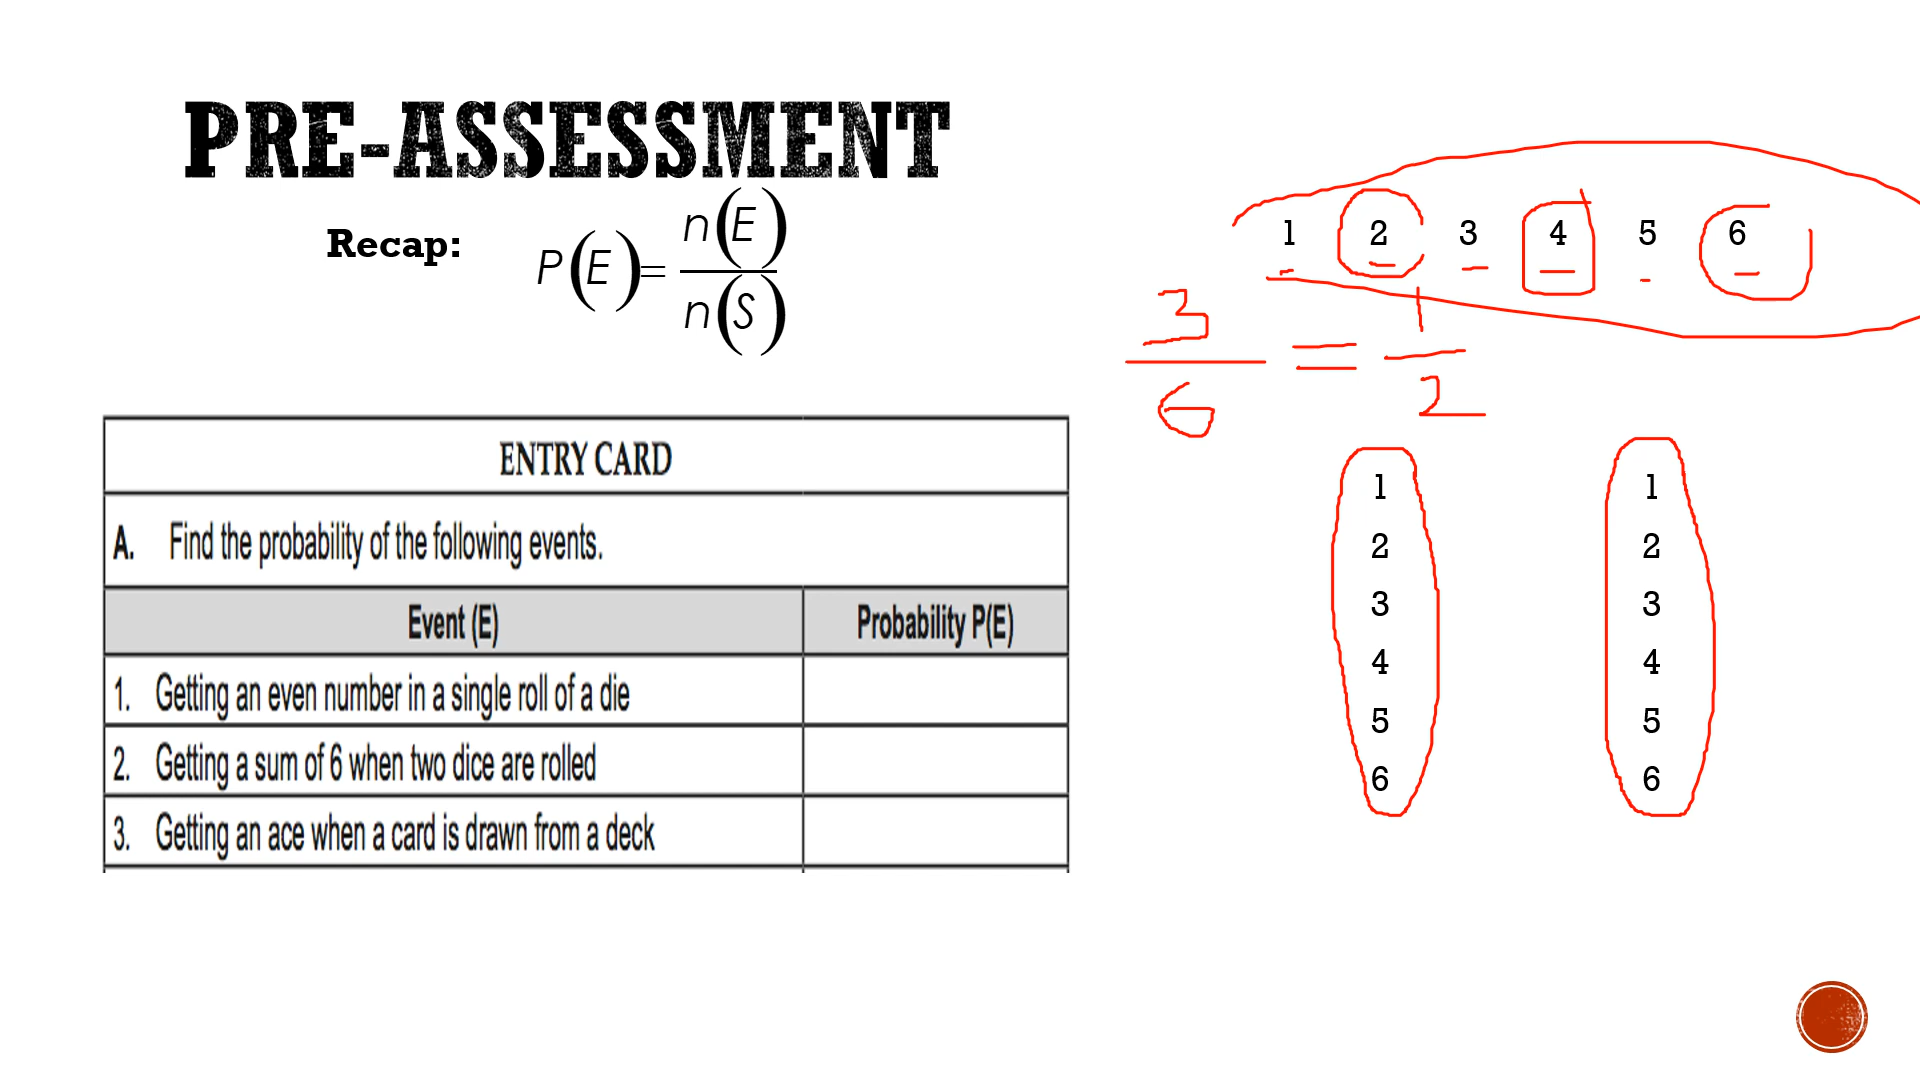 PRE-ASSESSMENT
Recap: P(E) = n(E) / n(S)
1 2 3 4 5 6
3/6 = 1/2
ENTRY CARD
A. Find the probability of the following events.
Event (E) Probability P(E)
1. Getting an even number in a single roll of a die
2. Getting a sum of 6 when two dice are rolled
3. Getting an ace when a card is drawn from a deck
1 1
2 2
3 3
4 4
5 5
6 6